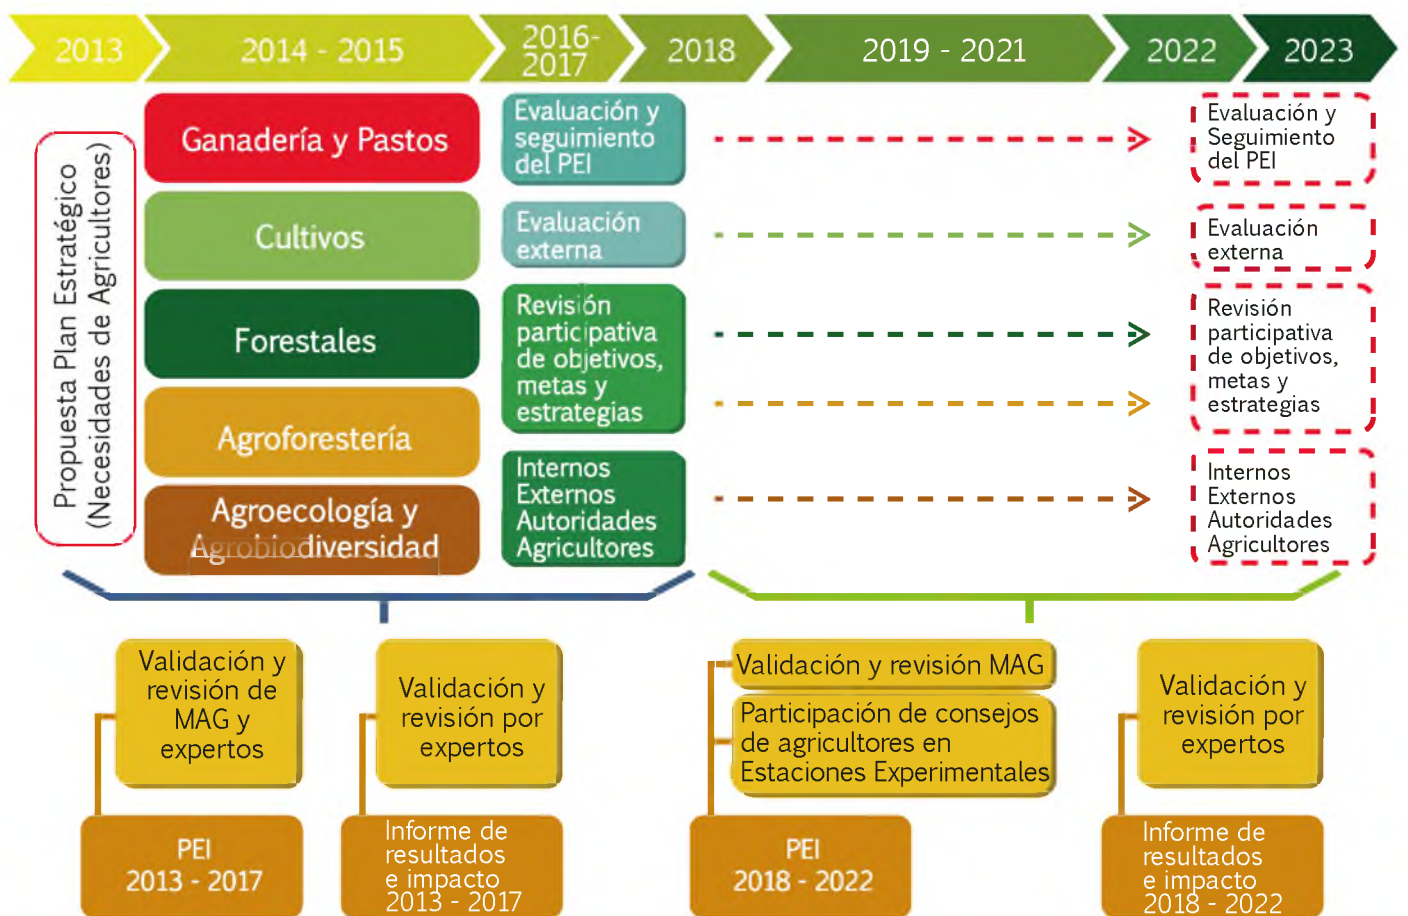 2013
2014 - 2015
2016-
2017
2018
2019 - 2021
2022
2023
Propuesta Plan Estratégico
(Necesidades de Agricultores)
Ganadería y Pastos
Cultivos
Forestales
Agroforestería
Agroecología y
Agrobiodiversidad
Evaluación y
seguimiento
del PEI
Evaluación
externa
Revisión
participativa
de objetivos,
metas y
estrategias
Internos
Externos
Autoridades
Agricultores
Evaluación y
Seguimiento
del PEI
Evaluación
externa
Revisión
participativa
de objetivos,
metas y
estrategias
Internos
Externos
Autoridades
Agricultores
Validación y
revisión de
MAG y
expertos
PEI
2013 - 2017
Validación y
revisión por
expertos
Informe de
resultados
e impacto
2013 - 2017
Validación y revisión MAG
Participación de consejos
de agricultores en
Estaciones Experimentales
PEI
2018 - 2022
Validación y
revisión por
expertos
Informe de
resultados
e impacto
2018 - 2022